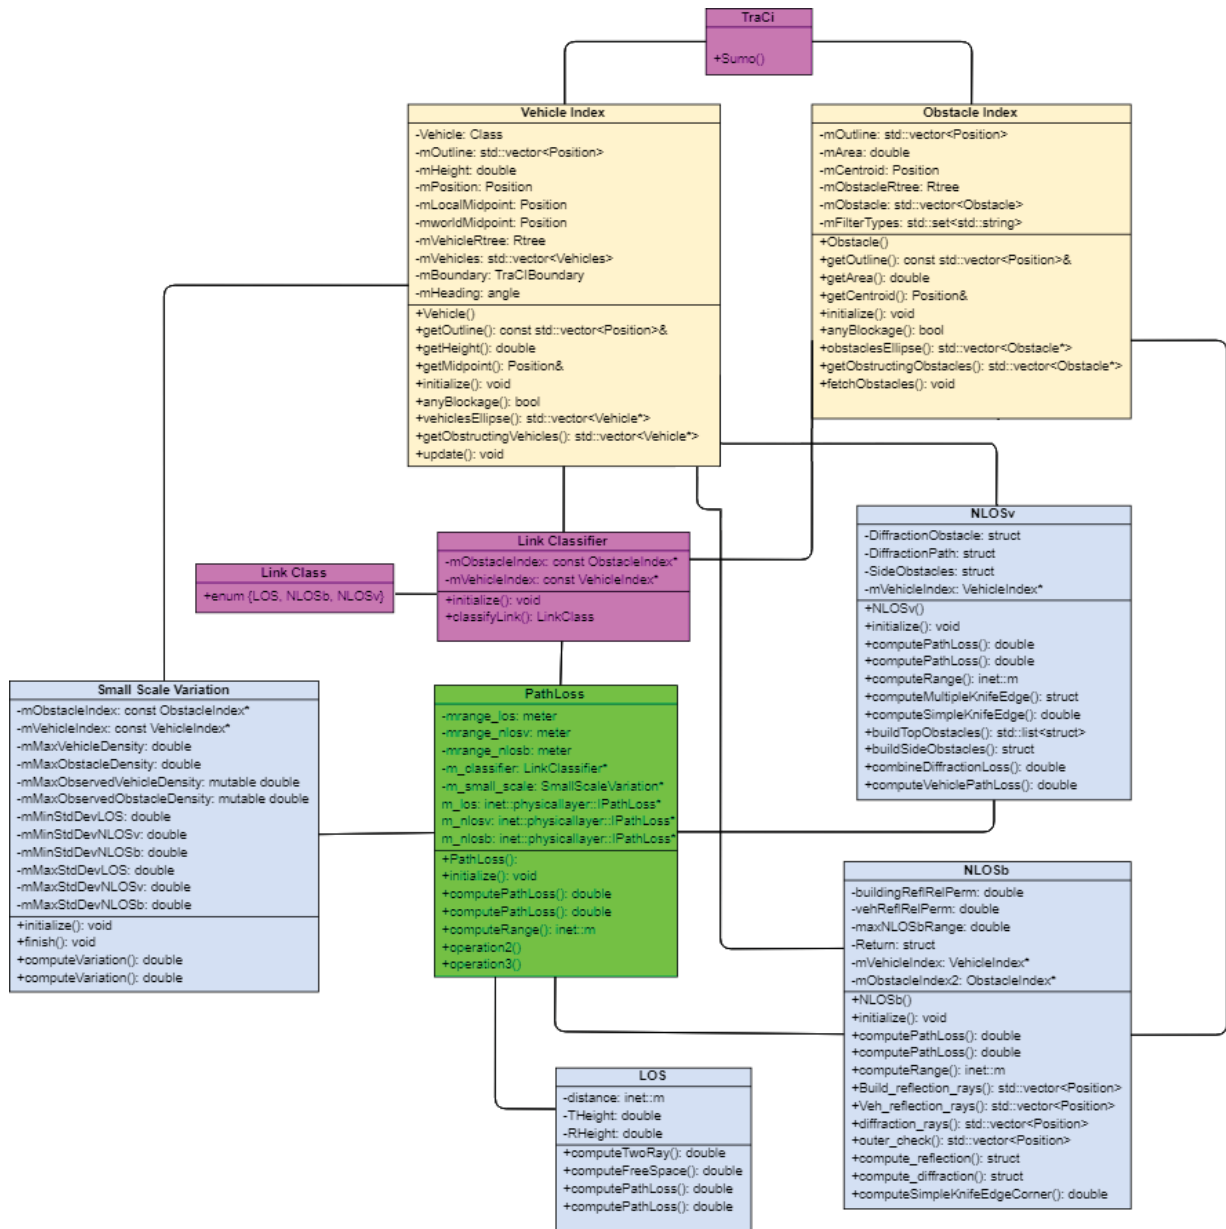 TraCi
+Sumo()
Vehicle Index
-Vehicle: Class
-mOutline: std::vector<Position>
-mHeight: double
-mPosition: Position
-mLocalMidpoint: Position
-mworldMidpoint: Position
-mVehicleRtree: Rtree
-mVehicles: std::vector<Vehicles>
-mBoundary: TraCIBoundary
-mHeading: angle
+Vehicle()
+getOutline(): const std::vector<Position>&
+getHeight(): double
+getMidpoint(): Position&
+initialize(): void
+anyBlockage(): bool
+vehiclesEllipse(): std::vector<Vehicle*>
+getObstructingVehicles(): std::vector<Vehicle*>
+update(): void
Obstacle Index
-mOutline: std::vector<Position>
-mArea: double
-mCentroid: Position
-mObstacleRtree: Rtree
-mObstacle: std::vector<Obstacle>
-mFilterTypes: std::set<std::string>
+Obstacle()
+getOutline(): const std::vector<Position>&
+getArea(): double
+getCentroid(): Position&
+initialize(): void
+anyBlockage(): bool
+obstaclesEllipse(): std::vector<Obstacle*>
+getObstructingObstacles(): std::vector<Obstacle*>
+fetchObstacles(): void
Link Classifier
-mObstacleIndex: const ObstacleIndex*
-mVehicleIndex: const VehicleIndex*
+initialize(): void
+classifyLink(): LinkClass
Link Class
+enum {LOS, NLOSb, NLOSv}
NLOSv
-DiffractionObstacle: struct
-DiffractionPath: struct
-SideObstacles: struct
-mVehicleIndex: VehicleIndex*
+NLOSv()
+initialize(): void
+computePathLoss(): double
+computePathLoss(): double
+computeRange(): inet::m
+computeMultipleKnifeEdge(): struct
+computeSimpleKnifeEdge(): double
+buildTopObstacles(): std::list<struct>
+buildSideObstacles(): struct
+combineDiffractionLoss(): double
+computeVehiclePathLoss(): double
Small Scale Variation
-mObstacleIndex: const ObstacleIndex*
-mVehicleIndex: const VehicleIndex*
-mMaxVehicleDensity: double
-mMaxObstacleDensity: double
-mMaxObservedVehicleDensity: mutable double
-mMaxObservedObstacleDensity: mutable double
-mMinStdDevLOS: double
-mMinStdDevNLOSv: double
-mMinStdDevNLOSb: double
-mMaxStdDevLOS: double
-mMaxStdDevNLOSv: double
-mMaxStdDevNLOSb: double
+initialize(): void
+finish(): void
+computeVariation(): double
+computeVariation(): double
PathLoss
-mrange_los: meter
-mrange_nlosv: meter
-mrange_nlosb: meter
-m_classifier: LinkClassifier*
-m_small_scale: SmallScaleVariation*
m_los: inet::physicallayer::IPathLoss*
m_nlosv: inet::physicallayer::IPathLoss*
m_nlosb: inet::physicallayer::IPathLoss*
+PathLoss():
+initialize(): void
+computePathLoss(): double
+computePathLoss(): double
+computeRange(): inet::m
+operation2()
+operation3()
NLOSb
-buildingReflRelPerm: double
-vehReflRelPerm: double
-maxNLOSbRange: double
-Return: struct
-mVehicleIndex: VehicleIndex*
-mObstacleIndex2: ObstacleIndex*
+NLOSb()
+initialize(): void
+computePathLoss(): double
+computePathLoss(): double
+computeRange(): inet::m
+Build_reflection_rays(): std::vector<Position>
+Veh_reflection_rays(): std::vector<Position>
+diffraction_rays(): std::vector<Position>
+outer_check(): std::vector<Position>
+compute_reflection(): struct
+compute_diffraction(): struct
+computeSimpleKnifeEdgeCorner(): double
LOS
-distance: inet::m
-THeight: double
-RHeight: double
+computeTwoRay(): double
+computeFreeSpace(): double
+computePathLoss(): double
+computePathLoss(): double